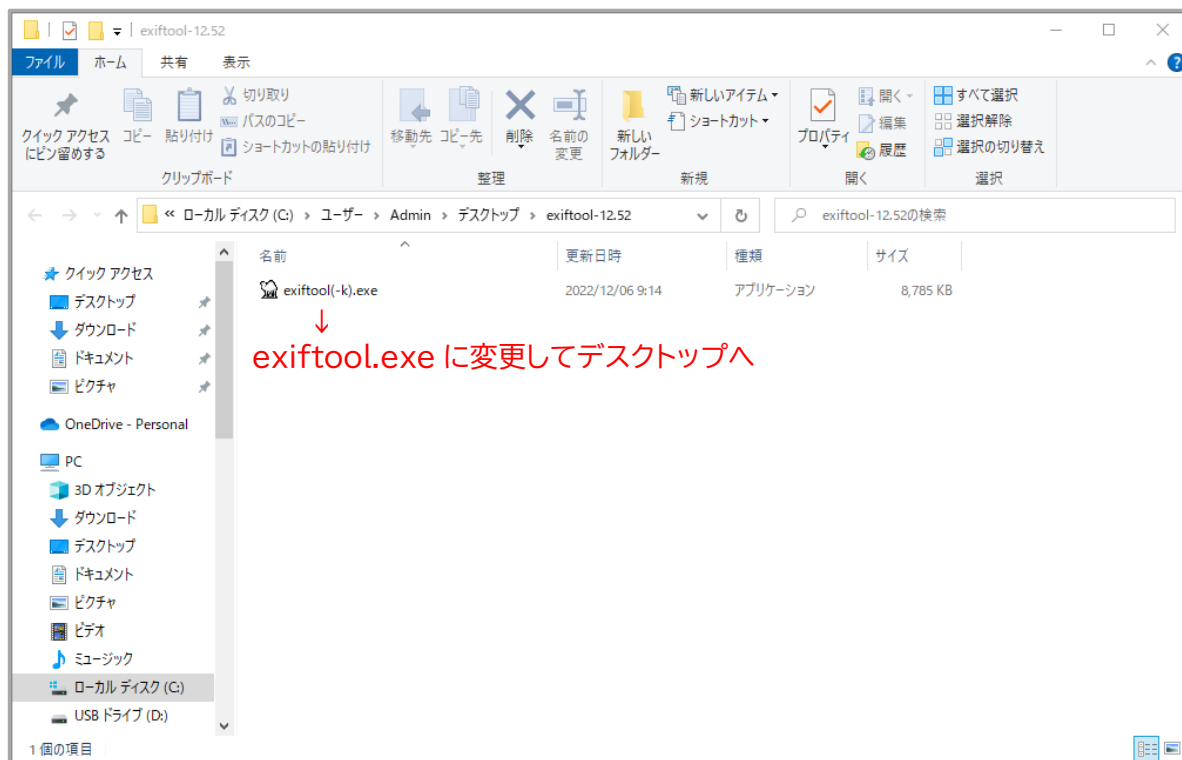 exiftool-12.52
ファイル ホーム 共有 表示
クイック アクセス
にピン留めする
コピー
貼り付け
切り取り
パスのコピー
ショートカットの貼り付け
クリップボード
移動先
コピー先
削除
名前の
変更
整理
新しい
フォルダー
新しいアイテム
ショートカット
新規
プロパティ
開く
編集
履歴
開く
すべて選択
選択解除
選択の切り替え
選択
« ローカル ディスク (C:) › ユーザー › Admin › デスクトップ › exiftool-12.52
exiftool-12.52の検索
名前 更新日時 種類 サイズ
exiftool(-k).exe 2022/12/06 9:14 アプリケーション 8,785 KB
↓
exiftool.exe に変更してデスクトップへ
クイック アクセス
デスクトップ
ダウンロード
ドキュメント
ピクチャ
OneDrive - Personal
PC
3D オブジェクト
ダウンロード
デスクトップ
ドキュメント
ピクチャ
ビデオ
ミュージック
ローカル ディスク (C:)
USB ドライブ (D:)
1 個の項目